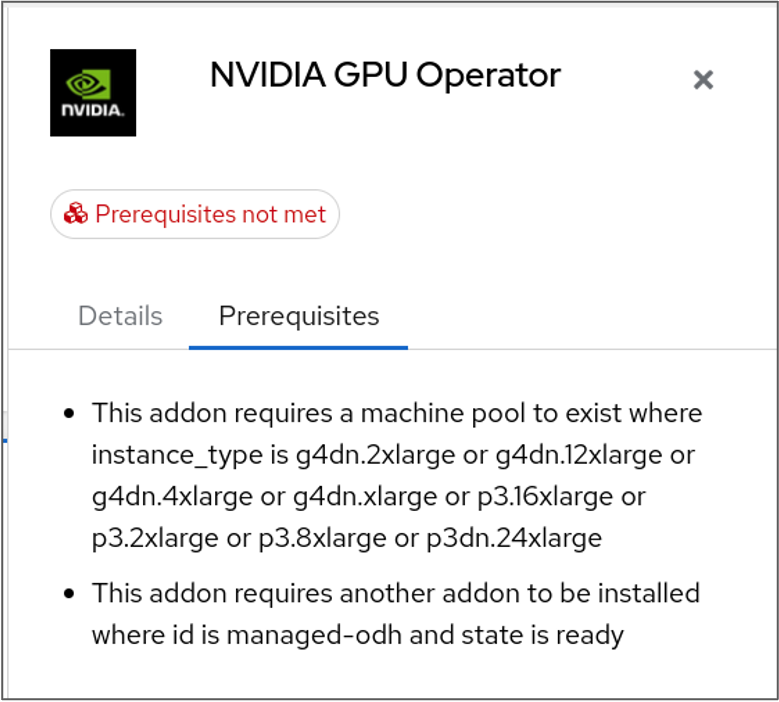 NVIDIA GPU Operator
NVIDIA.
Prerequisites not met
Details
Prerequisites
This addon requires a machine pool to exist where
instance_type is g4dn.2xlarge or g4dn.12xlarge or
g4dn.4xlarge or g4dn.xlarge or p3.16xlarge or
p3.2xlarge or p3.8xlarge or p3dn.24xlarge
This addon requires another addon to be installed
where id is managed-odh and state is ready